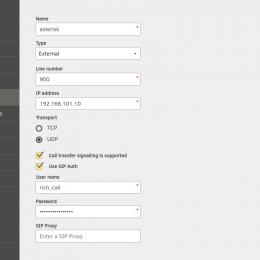 Name
asterisk
Type
External
Line number
900
IP address
192.168.101.10
Transport
TCP
UDP
Call transfer signalling is supported
Use SIP Auth
User name
rich_call
Password
••••••••••••••••
SIP Proxy
Enter a SIP Proxy